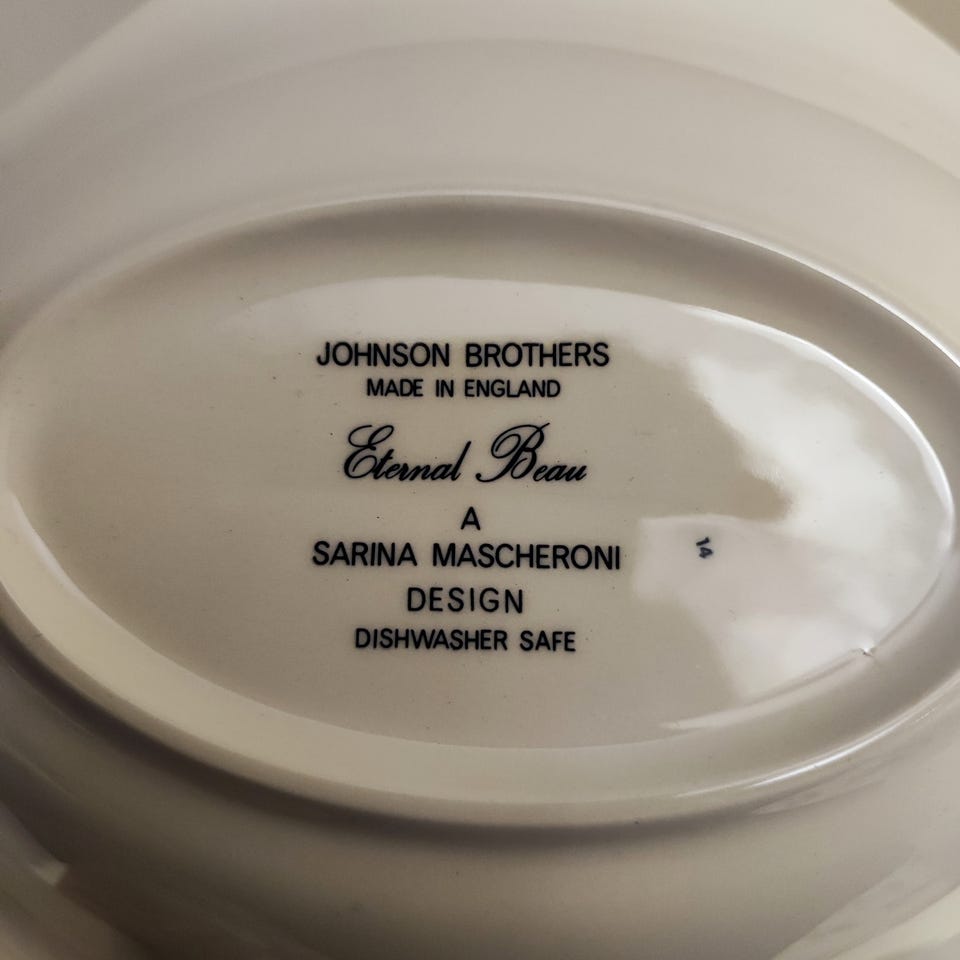 JOHNSON BROTHERS
MADE IN ENGLAND
Eternal Beau
A
SARINA MASCHERONI
DESIGN
DISHWASHER SAFE
14